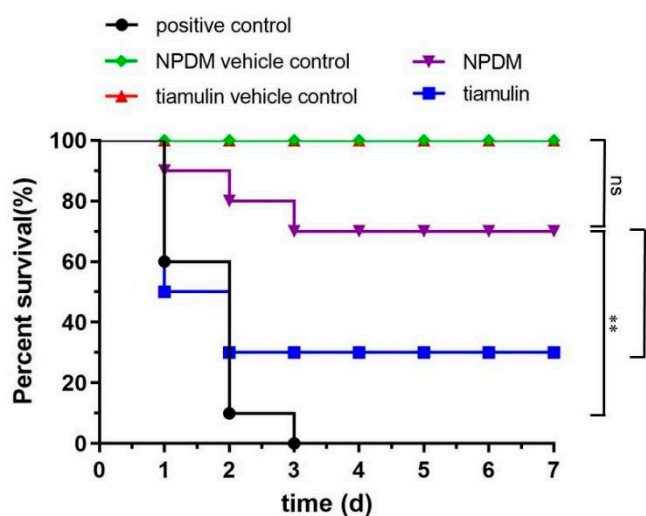 positive control
NPDM vehicle control
NPDM
tiamulin vehicle control
tiamulin
Percent survival(%)
100
80
60
40
20
0
0 1 2 3 4 5 6 7
time (d)
ns
**